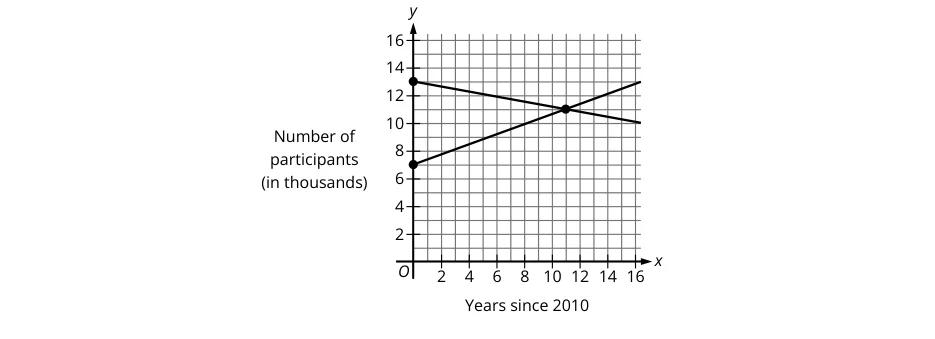 y
16
14
12
10
8
6
4
2
Number of
participants
(in thousands)
O
2 4 6 8 10 12 14 16 x
Years since 2010